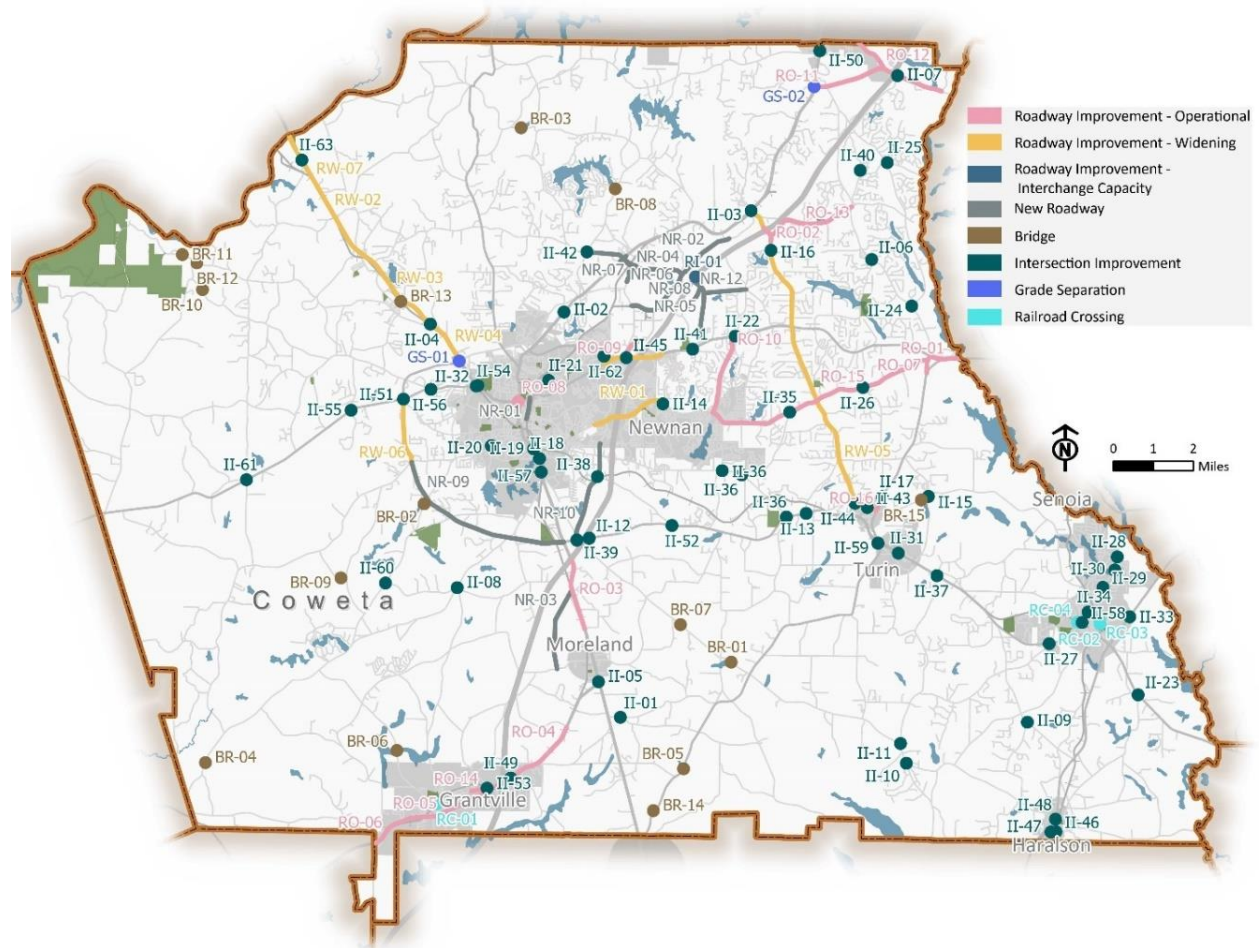 II-50
RO-12
II-07
RO-11
GS-02
BR-03
II-63
RW-07
RW-02
II-40
II-25
BR-08
II-03
RO-13
RO-02
II-16
II-06
NR-02
NR-04
II-42
NR-07
NR-06
RI-01
NR-12
NR-08
NR-05
BR-11
BR-12
BR-10
RW-03
BR-13
II-04
RW-04
GS-01
II-02
II-24
II-22
II-41
RO-10
RO-09
II-45
II-62
RO-01
RO-07
RO-15
II-26
II-21
II-54
II-32
RO-08
II-51
II-56
II-55
NR-01
RW-01
II-14
Newnan
II-35
II-20
II-19
II-18
II-57
II-38
RW-06
II-61
NR-09
BR-02
NR-10
II-36
II-36
RW-05
II-36
II-13
II-44
RO-16
II-17
II-43
BR-15
II-15
II-12
II-39
II-52
II-59
II-31
Turin
II-37
Senoia
II-28
II-30
II-29
II-34
II-58
II-33
RC-04
RC-02
RC-03
II-27
II-23
BR-09
II-60
II-08
Coweta
NR-03
RO-03
Moreland
BR-07
BR-01
II-05
II-01
II-09
RO-04
BR-06
BR-04
BR-05
II-11
II-10
II-49
II-53
RO-14
Grantville
RO-05
RC-01
RO-06
BR-14
II-48
II-47
II-46
Haralson
Roadway Improvement - Operational
Roadway Improvement - Widening
Roadway Improvement -
Interchange Capacity
New Roadway
Bridge
Intersection Improvement
Grade Separation
Railroad Crossing
N
0 1 2
Miles